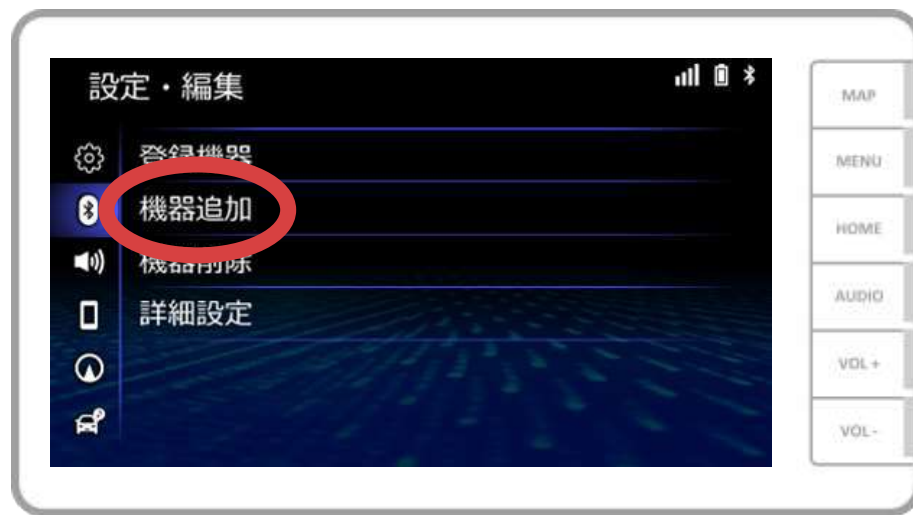 設定・編集
登録機器
機器追加
機器削除
詳細設定
MAP
MENU
HOME
AUDIO
VOL +
VOL -